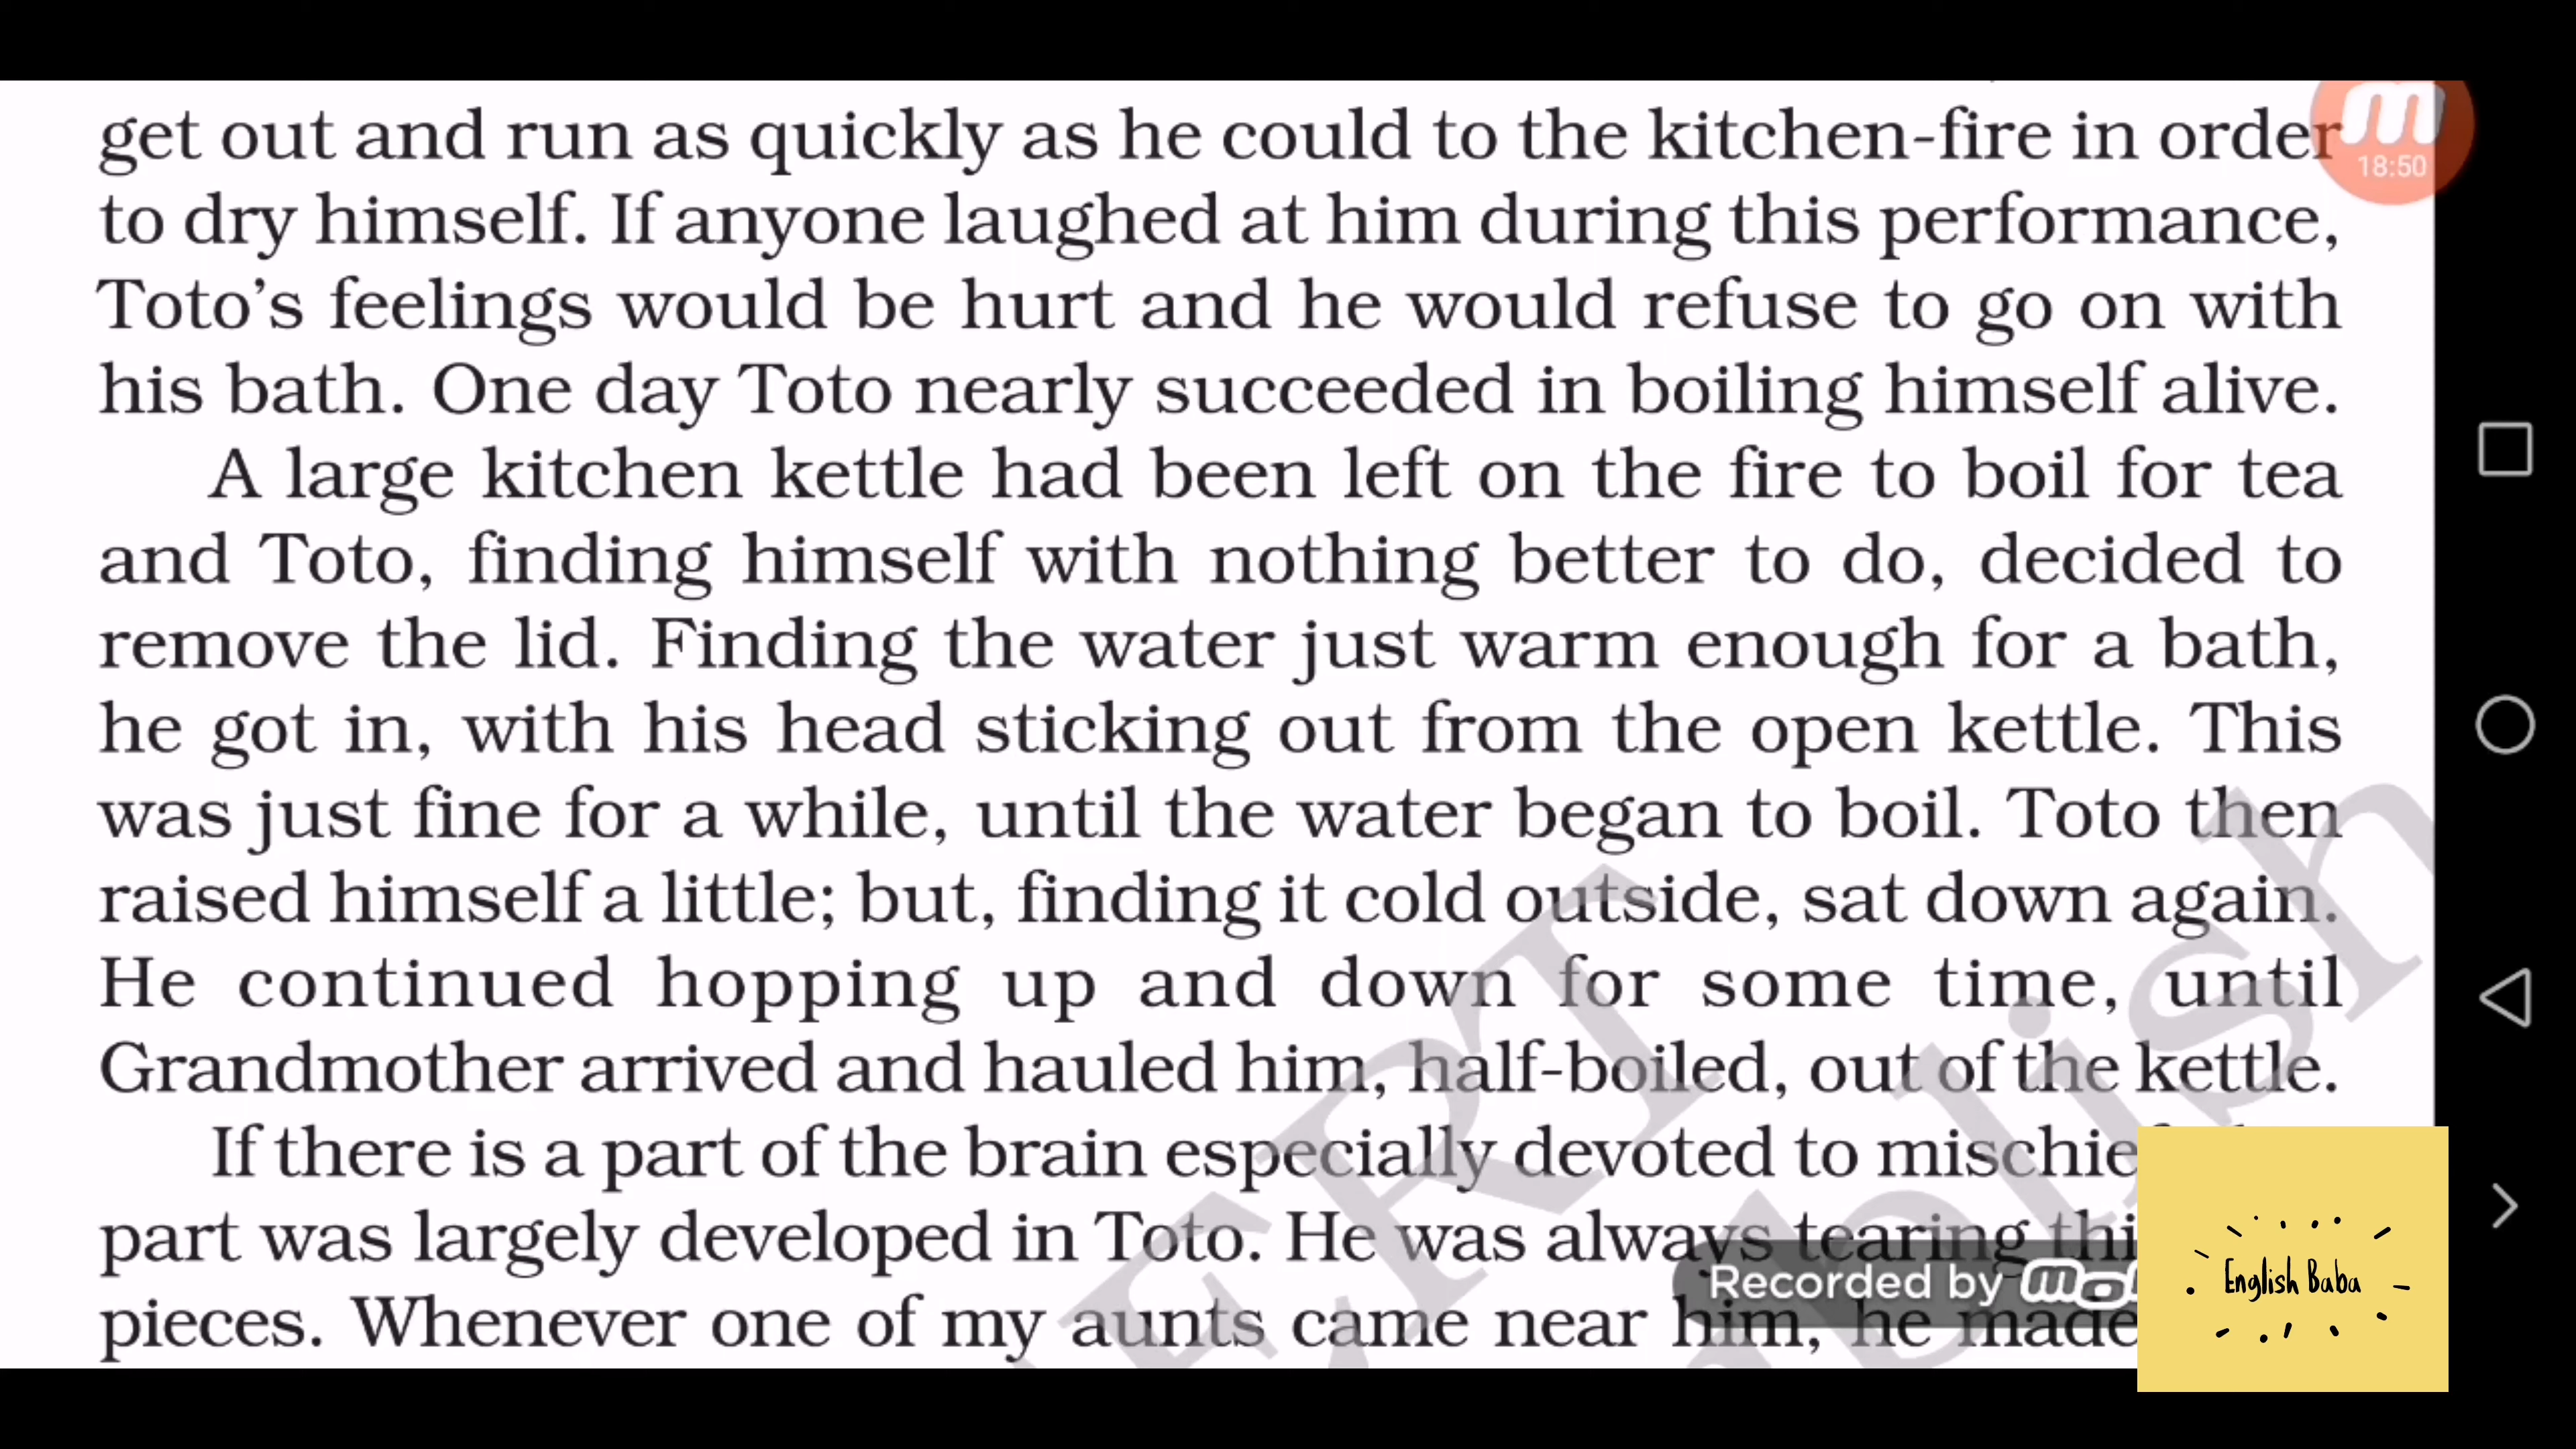 get out and run as quickly as he could to the kitchen-fire in order
18:50
to dry himself. If anyone laughed at him during this performance,
Toto's feelings would be hurt and he would refuse to go on with
his bath. One day Toto nearly succeeded in boiling himself alive.
A large kitchen kettle had been left on the fire to boil for tea
and Toto, finding himself with nothing better to do, decided to
remove the lid. Finding the water just warm enough for a bath,
he got in, with his head sticking out from the open kettle. This
was just fine for a while, until the water began to boil. Toto then
raised himself a little; but, finding it cold outside, sat down again.
He continued hopping up and down for some time, until
Grandmother arrived and hauled him, half-boiled, out of the kettle.
If there is a part of the brain especially devoted to
part was largely developed in Toto. He was always tearing
pieces. Whenever one of my aunts came near him, he made
Recorded by
English Baba